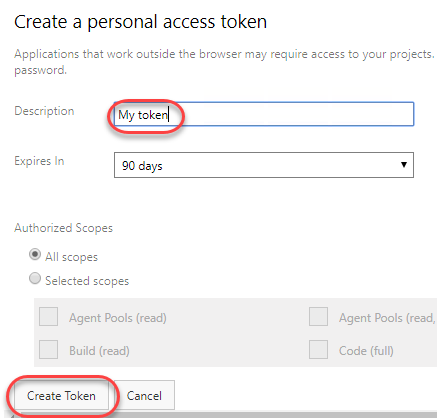 Create a personal access token
Applications that work outside the browser may require access to your projects.
password.
Description
My token
Expires In
90 days
Authorized Scopes
All scopes
Selected scopes
Agent Pools (read) Agent Pools (read,
Build (read) Code (full)
Create Token Cancel